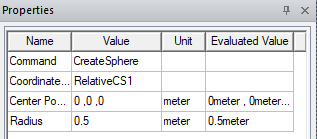 Properties
Name Value Unit Evaluated Value
Command CreateSphere
Coordinate... RelativeCS1
Center Po... 0 ,0 ,0 meter 0meter , 0meter...
Radius 0.5 meter 0.5meter